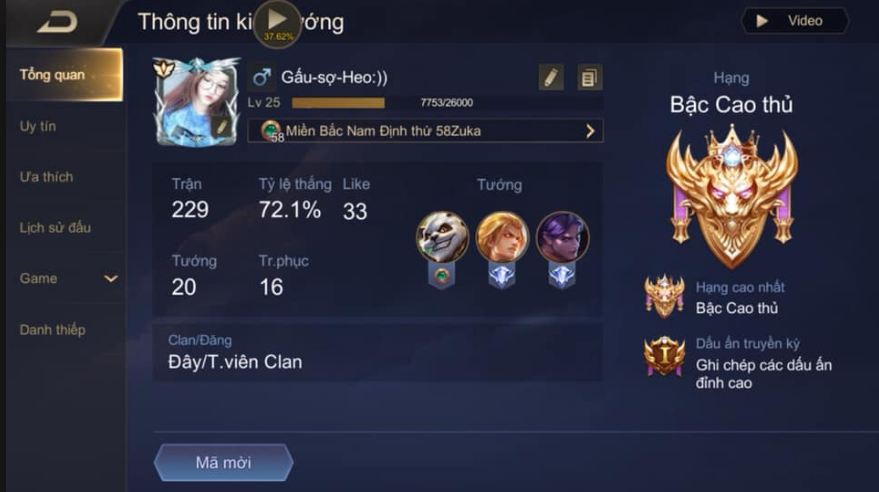 Thông tin ki ướng
37.62%
Video
Tổng quan
Uy tín
Ưa thích
Lịch sử đấu
Game
Danh thiếp
Gấu-sợ-Heo:))
Lv 25
7753/26000
58
Miền Bắc Nam Định thứ 58Zuka
Trận
Tỷ lệ thắng
Like
229
72.1%
33
Tướng
Tr.phục
20
16
Tướng
Clan/Đăng
Đây/T.viên Clan
Mã mời
Hạng
Bậc Cao thủ
Hạng cao nhất
Bậc Cao thủ
I
Dấu ấn truyền kỳ
Ghi chép các dấu ấn
đỉnh cao